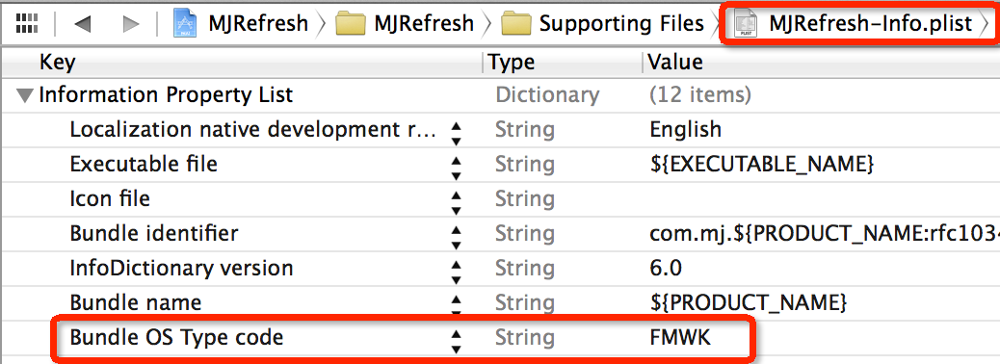 MJRefresh MJRefresh Supporting Files MJRefresh-Info.plist
Key Type Value
Information Property List Dictionary (12 items)
Localization native development r... String English
Executable file String ${EXECUTABLE_NAME}
Icon file String
Bundle identifier String com.mj.${PRODUCT_NAME:rfc1034
InfoDictionary version String 6.0
Bundle name String ${PRODUCT_NAME}
Bundle OS Type code String FMWK